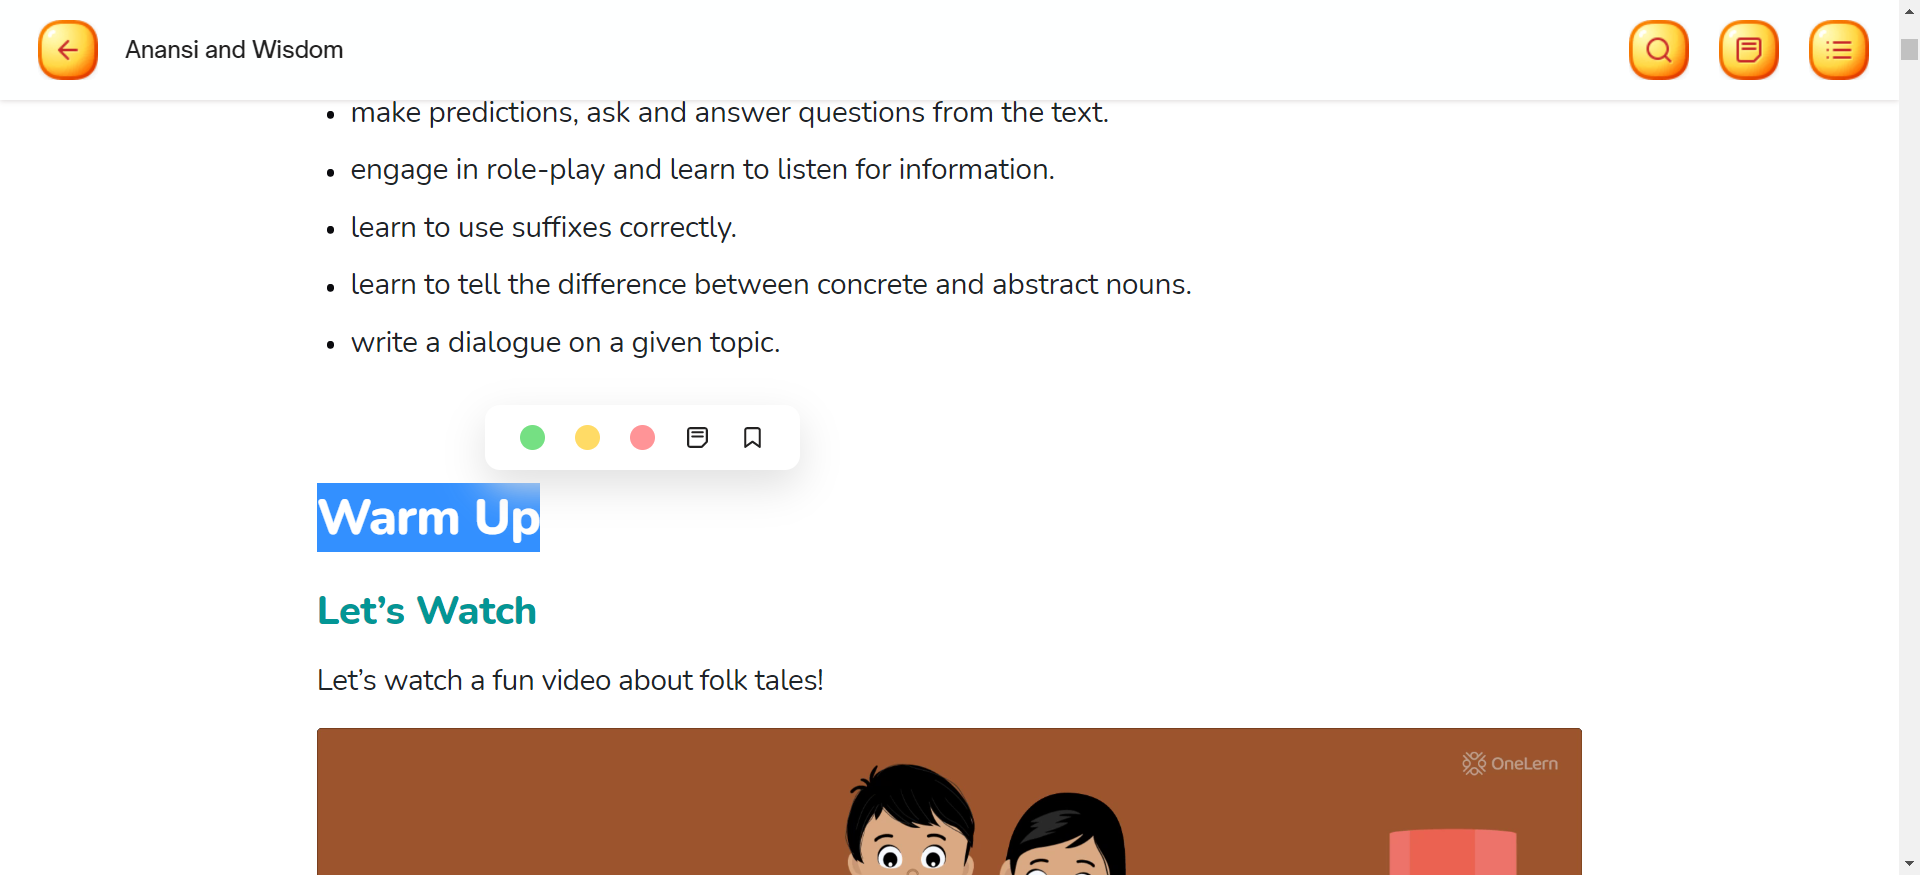 Anansi and Wisdom
make predictions, ask and answer questions from the text.
engage in role-play and learn to listen for information.
learn to use suffixes correctly.
learn to tell the difference between concrete and abstract nouns.
write a dialogue on a given topic.
Warm Up
Let’s Watch
Let’s watch a fun video about folk tales!
OneLern